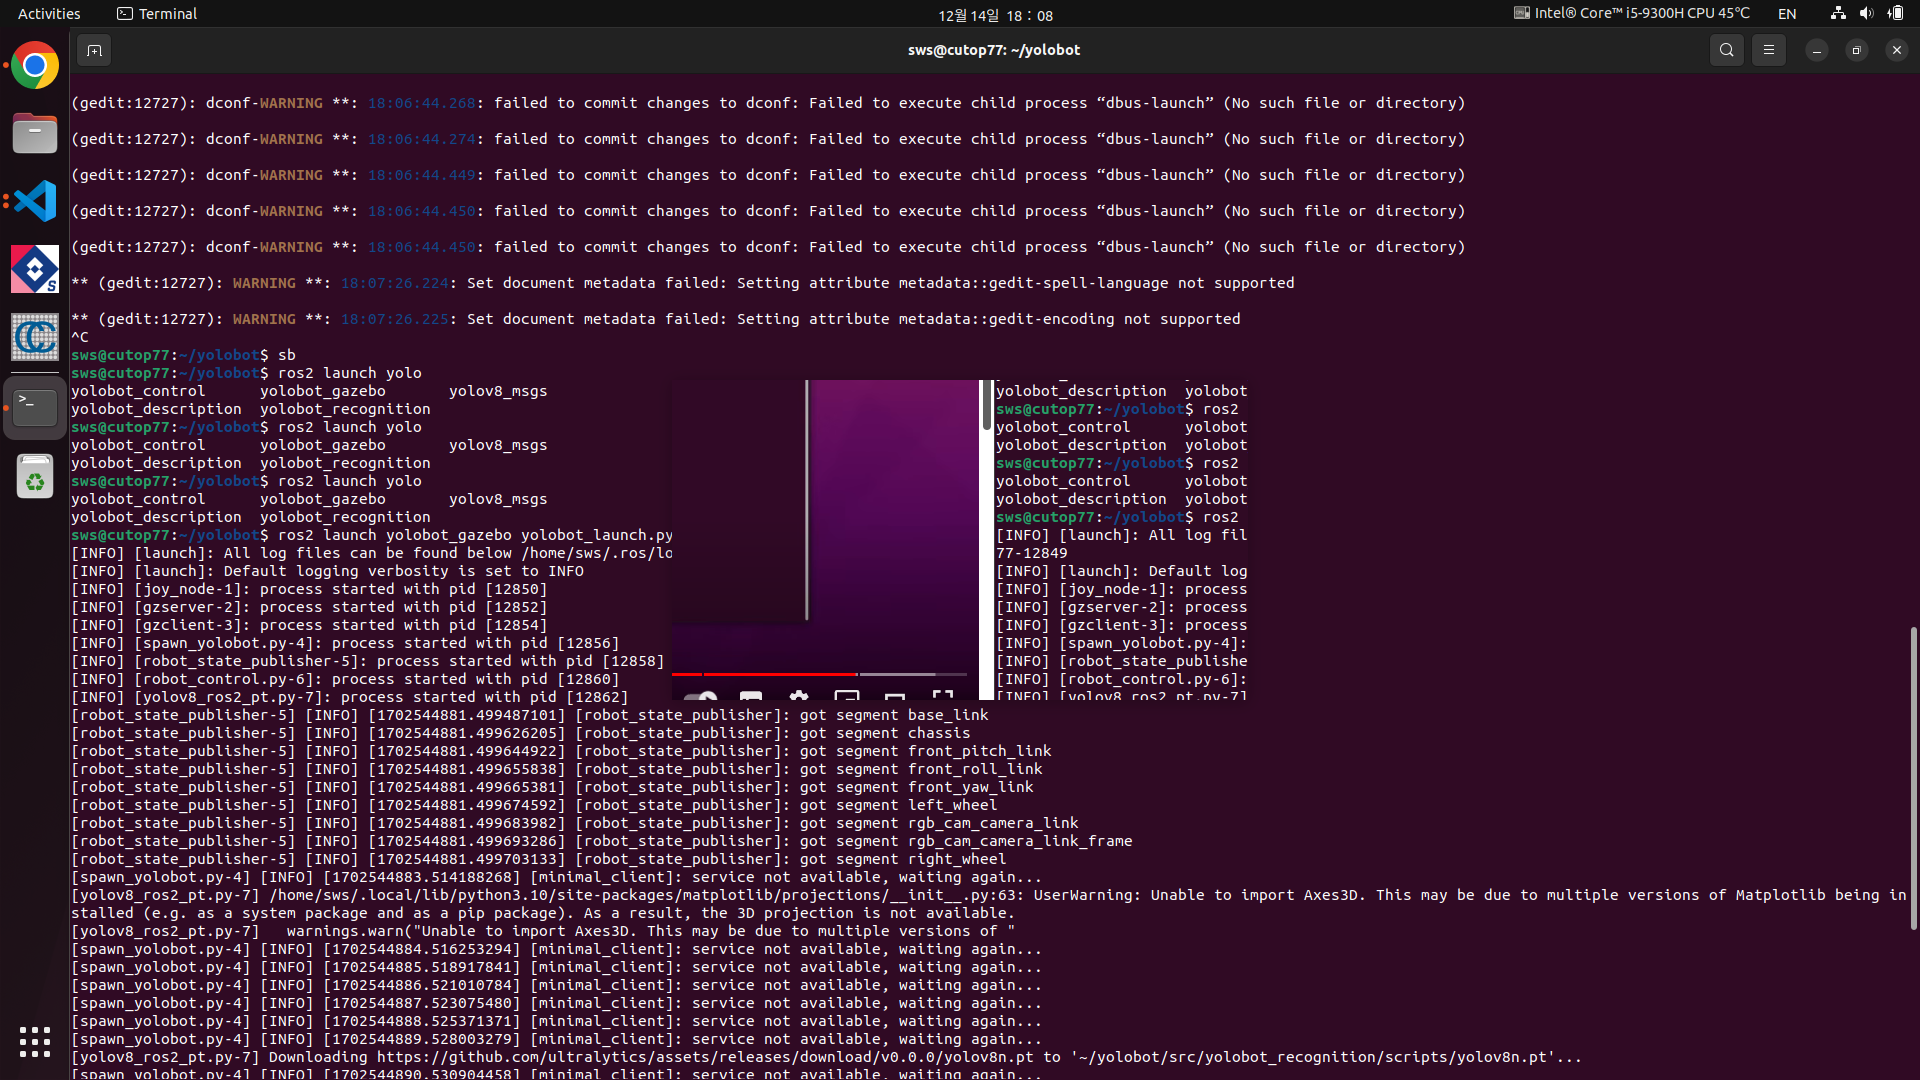 Activities
Terminal
12월 14일 18 : 08
Intel® Core™ i5-9300H CPU 45℃
EN
sws@cutop77: ~/yolobot
(gedit:12727): dconf-WARNING **: 18:06:44.268: failed to commit changes to dconf: Failed to execute child process “dbus-launch” (No such file or directory)
(gedit:12727): dconf-WARNING **: 18:06:44.274: failed to commit changes to dconf: Failed to execute child process “dbus-launch” (No such file or directory)
(gedit:12727): dconf-WARNING **: 18:06:44.449: failed to commit changes to dconf: Failed to execute child process “dbus-launch” (No such file or directory)
(gedit:12727): dconf-WARNING **: 18:06:44.450: failed to commit changes to dconf: Failed to execute child process “dbus-launch” (No such file or directory)
(gedit:12727): dconf-WARNING **: 18:06:44.450: failed to commit changes to dconf: Failed to execute child process “dbus-launch” (No such file or directory)
** (gedit:12727): WARNING **: 18:07:26.224: Set document metadata failed: Setting attribute metadata::gedit-spell-language not supported
** (gedit:12727): WARNING **: 18:07:26.225: Set document metadata failed: Setting attribute metadata::gedit-encoding not supported
^C
sws@cutop77:~/yolobot$ sb
sws@cutop77:~/yolobot$ ros2 launch yolo
yolobot_control      yolobot_gazebo       yolov8_msgs
yolobot_description  yolobot_recognition
sws@cutop77:~/yolobot$ ros2 launch yolo
yolobot_control      yolobot_gazebo       yolov8_msgs
yolobot_description  yolobot_recognition
sws@cutop77:~/yolobot$ ros2 launch yolo
yolobot_control      yolobot_gazebo       yolov8_msgs
yolobot_description  yolobot_recognition
sws@cutop77:~/yolobot$ ros2 launch yolobot_gazebo yolobot_launch.py
[INFO] [launch]: All log files can be found below /home/sws/.ros/lo
[INFO] [launch]: Default logging verbosity is set to INFO
[INFO] [joy_node-1]: process started with pid [12850]
[INFO] [gzserver-2]: process started with pid [12852]
[INFO] [gzclient-3]: process started with pid [12854]
[INFO] [spawn_yolobot.py-4]: process started with pid [12856]
[INFO] [robot_state_publisher-5]: process started with pid [12858]
[INFO] [robot_control.py-6]: process started with pid [12860]
[INFO] [yolov8_ros2_pt.py-7]: process started with pid [12862]
yolobot_description  yolobot
sws@cutop77:~/yolobot$ ros2
yolobot_control      yolobot
yolobot_description  yolobot
sws@cutop77:~/yolobot$ ros2
yolobot_control      yolobot
yolobot_description  yolobot
sws@cutop77:~/yolobot$ ros2
[INFO] [launch]: All log fil
77-12849
[INFO] [launch]: Default log
[INFO] [joy_node-1]: process
[INFO] [gzserver-2]: process
[INFO] [gzclient-3]: process
[INFO] [spawn_yolobot.py-4]:
[INFO] [robot_state_publishe
[INFO] [robot_control.py-6]:
[INFO] [yolov8_ros2_pt.py-7]
[robot_state_publisher-5] [INFO] [1702544881.499487101] [robot_state_publisher]: got segment base_link
[robot_state_publisher-5] [INFO] [1702544881.499626205] [robot_state_publisher]: got segment chassis
[robot_state_publisher-5] [INFO] [1702544881.499644922] [robot_state_publisher]: got segment front_pitch_link
[robot_state_publisher-5] [INFO] [1702544881.499655838] [robot_state_publisher]: got segment front_roll_link
[robot_state_publisher-5] [INFO] [1702544881.499665381] [robot_state_publisher]: got segment front_yaw_link
[robot_state_publisher-5] [INFO] [1702544881.499674592] [robot_state_publisher]: got segment left_wheel
[robot_state_publisher-5] [INFO] [1702544881.499683982] [robot_state_publisher]: got segment rgb_cam_camera_link
[robot_state_publisher-5] [INFO] [1702544881.499693286] [robot_state_publisher]: got segment rgb_cam_camera_link_frame
[robot_state_publisher-5] [INFO] [1702544881.499703133] [robot_state_publisher]: got segment right_wheel
[spawn_yolobot.py-4] [INFO] [1702544883.514188268] [minimal_client]: service not available, waiting again...
[yolov8_ros2_pt.py-7] /home/sws/.local/lib/python3.10/site-packages/matplotlib/projections/__init__.py:63: UserWarning: Unable to import Axes3D. This may be due to multiple versions of Matplotlib being in
stalled (e.g. as a system package and as a pip package). As a result, the 3D projection is not available.
[yolov8_ros2_pt.py-7]   warnings.warn("Unable to import Axes3D. This may be due to multiple versions of "
[spawn_yolobot.py-4] [INFO] [1702544884.516253294] [minimal_client]: service not available, waiting again...
[spawn_yolobot.py-4] [INFO] [1702544885.518917841] [minimal_client]: service not available, waiting again...
[spawn_yolobot.py-4] [INFO] [1702544886.521010784] [minimal_client]: service not available, waiting again...
[spawn_yolobot.py-4] [INFO] [1702544887.523075480] [minimal_client]: service not available, waiting again...
[spawn_yolobot.py-4] [INFO] [1702544888.525371371] [minimal_client]: service not available, waiting again...
[spawn_yolobot.py-4] [INFO] [1702544889.528003279] [minimal_client]: service not available, waiting again...
[yolov8_ros2_pt.py-7] Downloading https://github.com/ultralytics/assets/releases/download/v0.0.0/yolov8n.pt to '~/yolobot/src/yolobot_recognition/scripts/yolov8n.pt'...
[spawn_yolobot.py-4] [INFO] [1702544890.530904458] [minimal_client]: service not available, waiting again...